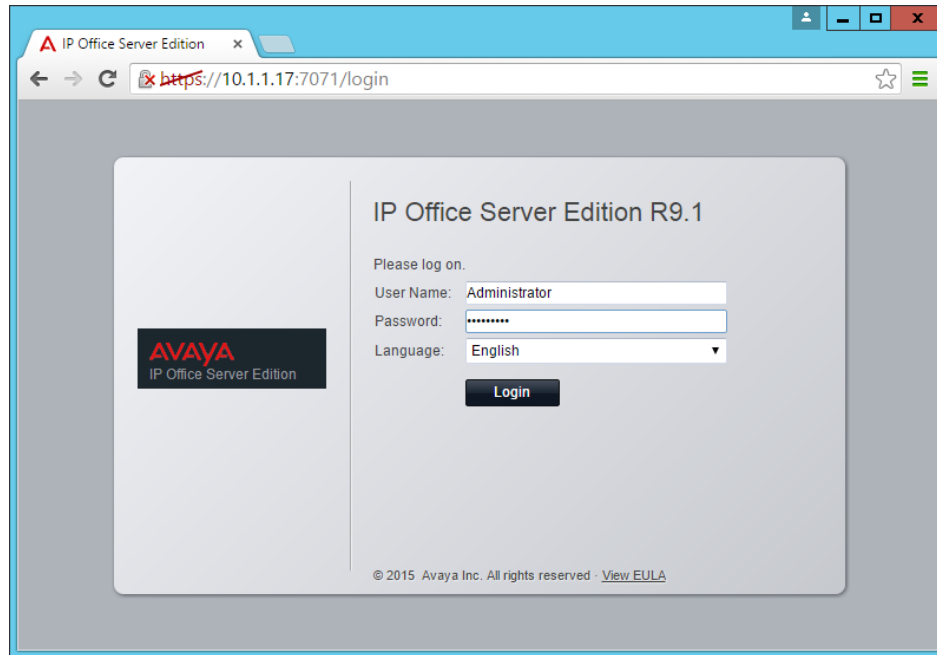 IP Office Server Edition
https://10.1.1.17:7071/login
IP Office Server Edition R9.1
Please log on.
User Name: Administrator
Password: •••••••••
Language: English
AVAYA
IP Office Server Edition
Login
© 2015 Avaya Inc. All rights reserved · View EULA